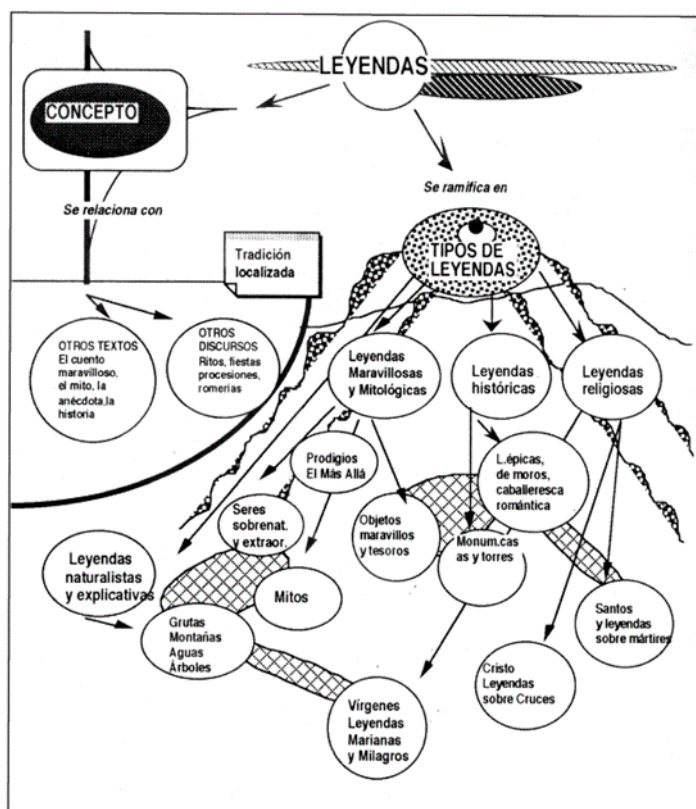 LEYENDAS
CONCEPTO
Se relaciona con
Se ramifica en
TIPOS DE
LEYENDAS
Tradición
localizada
OTROS TEXTOS
El cuento
maravilloso,
el mito, la
anécdota,la
historia
OTROS
DISCURSOS
Ritos, fiestas
procesiones,
romerías
Leyendas
Maravillosas
y Mitológicas
Leyendas
históricas
Leyendas
religiosas
Prodigios
El Más Allá
L.épicas,
de moros,
caballeresca
romántica
Seres
sobrenat.
y extraor.
Objetos
maravillos
y tesoros
Monum.cas
as y torres
Leyendas
naturalistas
y explicativas
Mitos
Grutas
Montañas
Aguas
Árboles
Santos
y leyendas
sobre mártires
Cristo
Leyendas
sobre Cruces
Vírgenes
Leyendas
Marianas
y Milagros